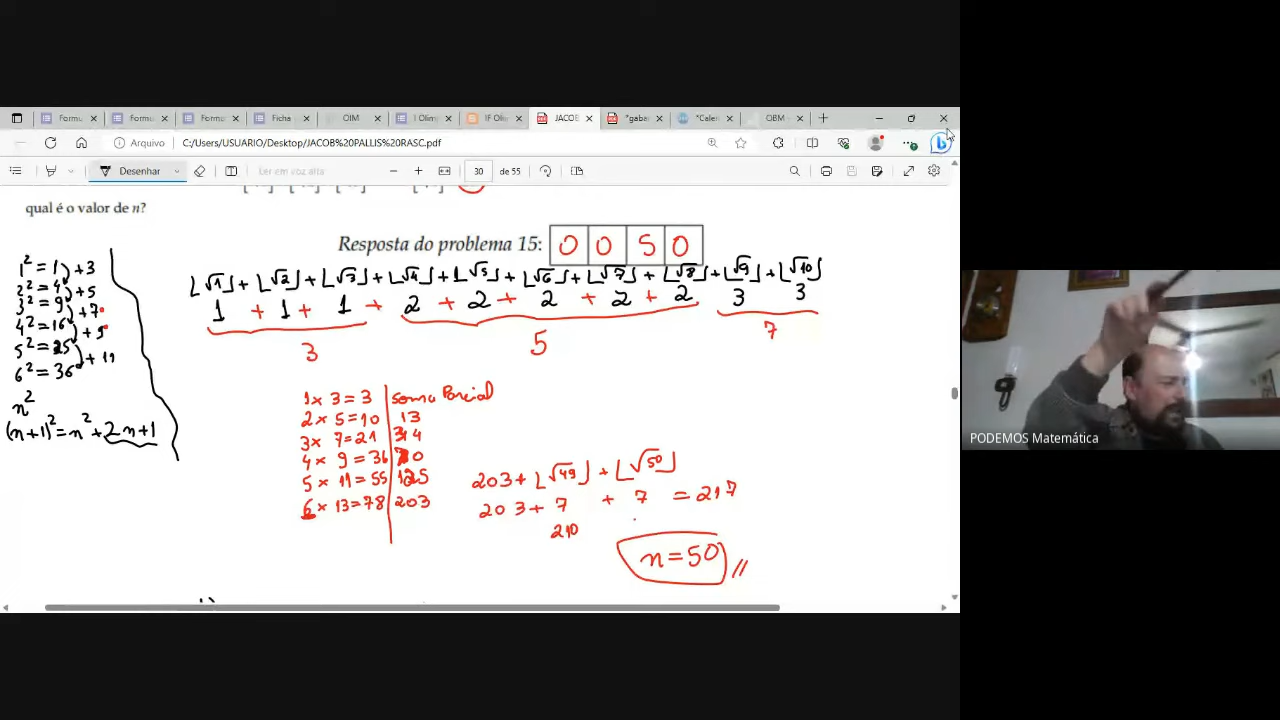 Formu
Formu
Formu
Ficha
OIM
I Olim
IF Olin
JACOB
*gaba
*Calen
OBM -
Arquivo C:/Users/USUARIO/Desktop/JACOB%20PALLIS%20RASC.pdf
Desenhar Ler em voz alta 30 de 55
qual é o valor de n?
Resposta do problema 15: 0 0 5 0
⌊√1⌋ + ⌊√2⌋ + ⌊√3⌋ + ⌊√4⌋ + ⌊√5⌋ + ⌊√6⌋ + ⌊√7⌋ + ⌊√8⌋ + ⌊√9⌋ + ⌊√10⌋
1 + 1 + 1 + 2 + 2 + 2 + 2 + 2 3 3
3 5 7
1² = 1 +3
2² = 4 +5
3² = 9 +7
4² = 16 +9
5² = 25 + 11
6² = 36
n²
(n+1)² = n² + 2n+1
1 x 3 = 3 soma Parcial
2 x 5 = 10 13
3 x 7 = 21 34
4 x 9 = 36 70
5 x 11 = 55 125
6 x 13 = 78 203
203 + ⌊√49⌋ + ⌊√50⌋
203 + 7 + 7 = 217
210
n = 50 //
PODEMOS Matemática